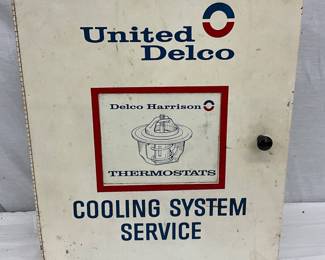 United
Delco
Delco Harrison
THERMOSTATS
COOLING SYSTEM
SERVICE